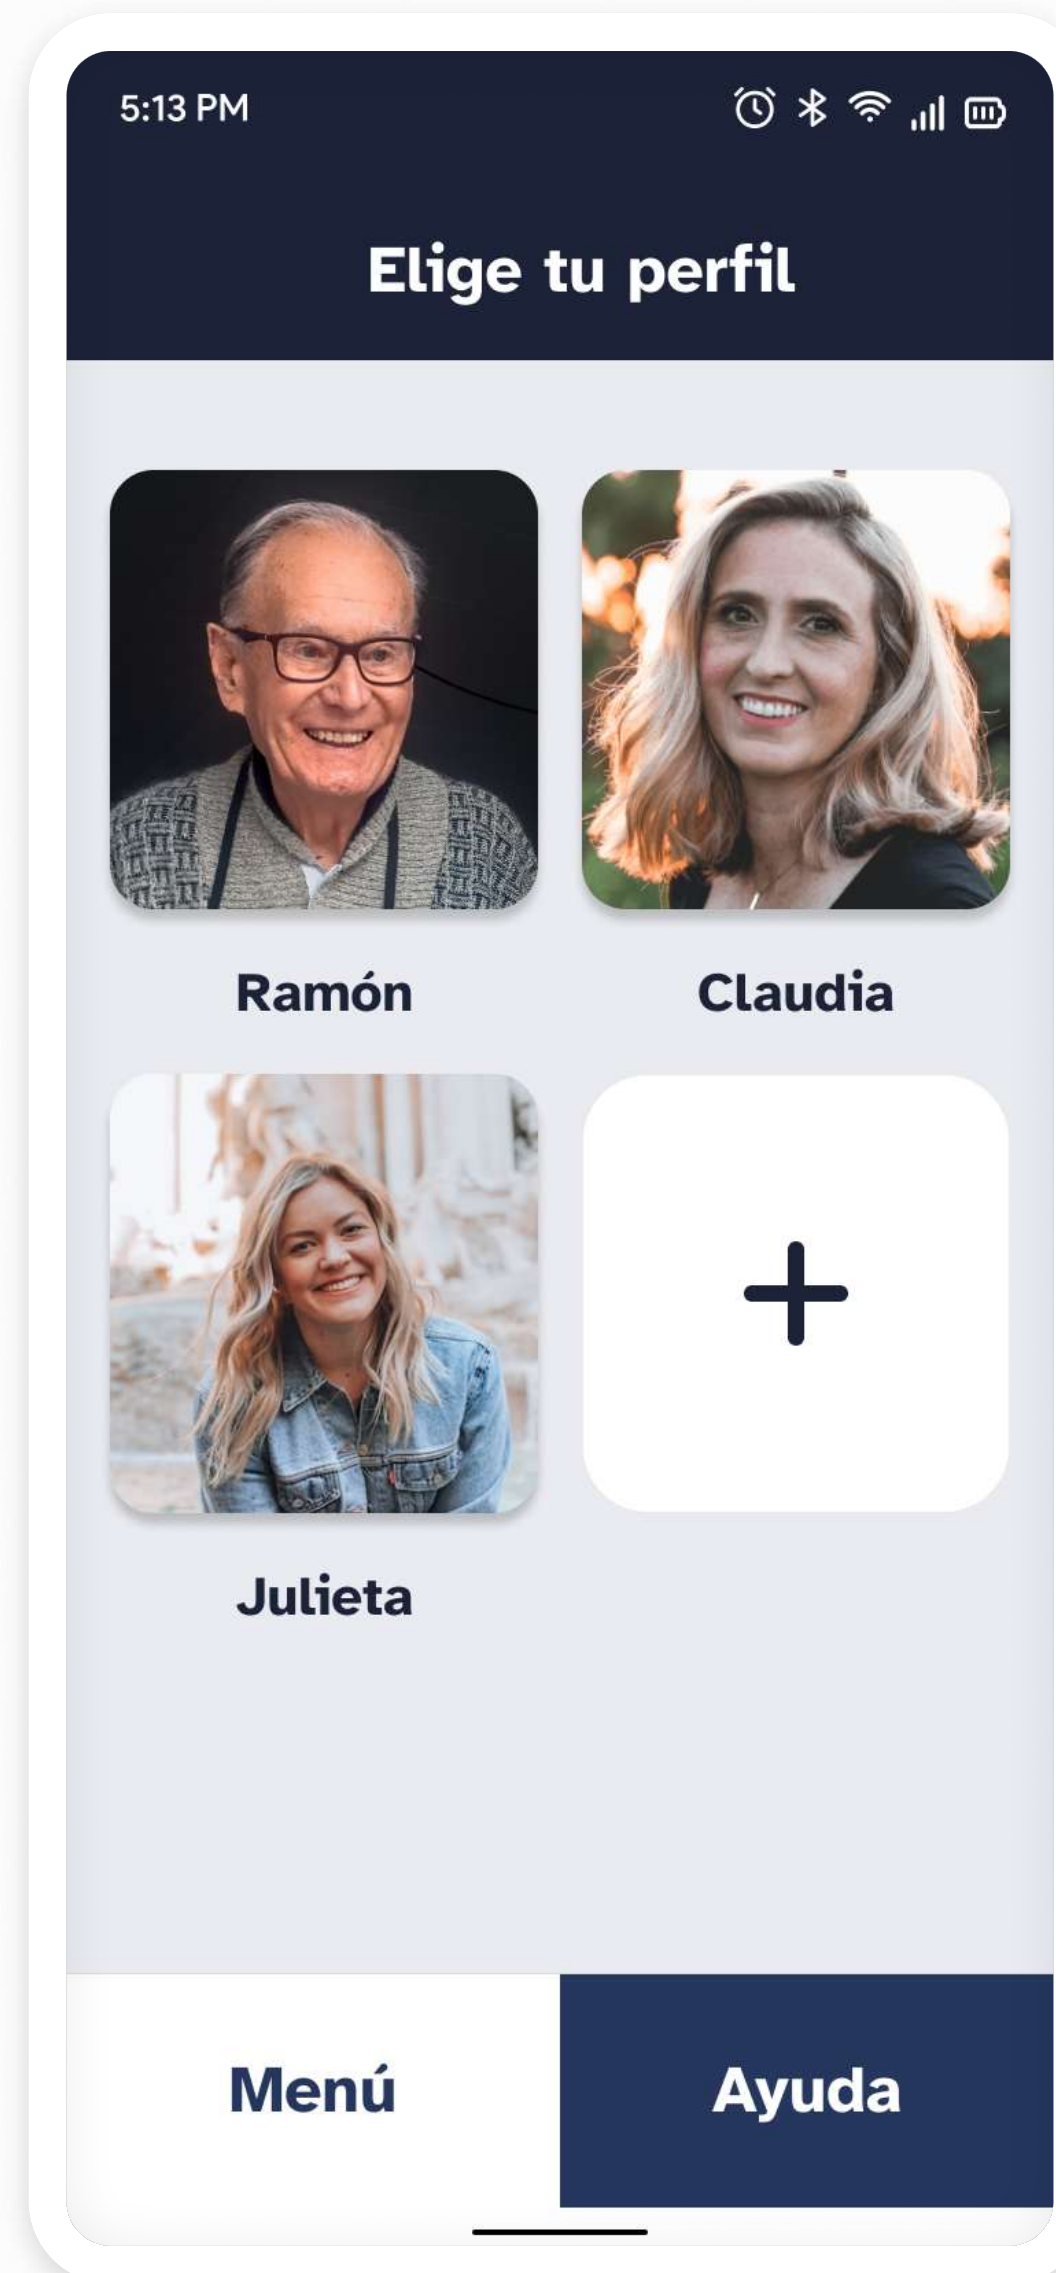 5:13 PM
Elige tu perfil
Ramón
Claudia
Julieta
Menú
Ayuda